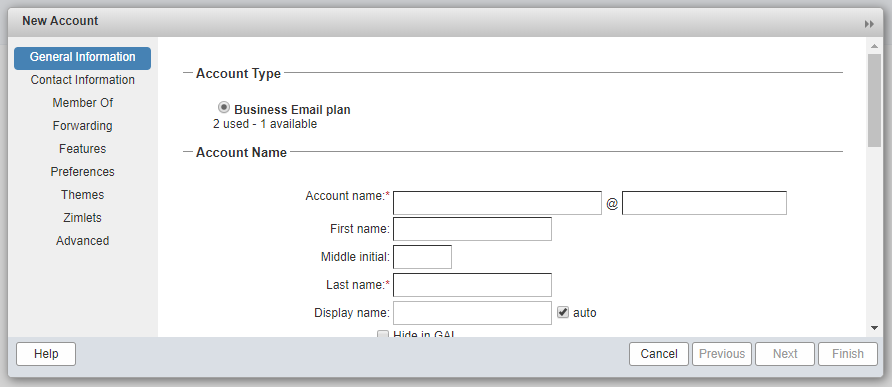 New Account
General Information
Contact Information
Member Of
Forwarding
Features
Preferences
Themes
Zimlets
Advanced
Account Type
Business Email plan
2 used - 1 available
Account Name
Account name:* @
First name:
Middle initial:
Last name:*
Display name: auto
Hide in GAL
Help Cancel Previous Next Finish